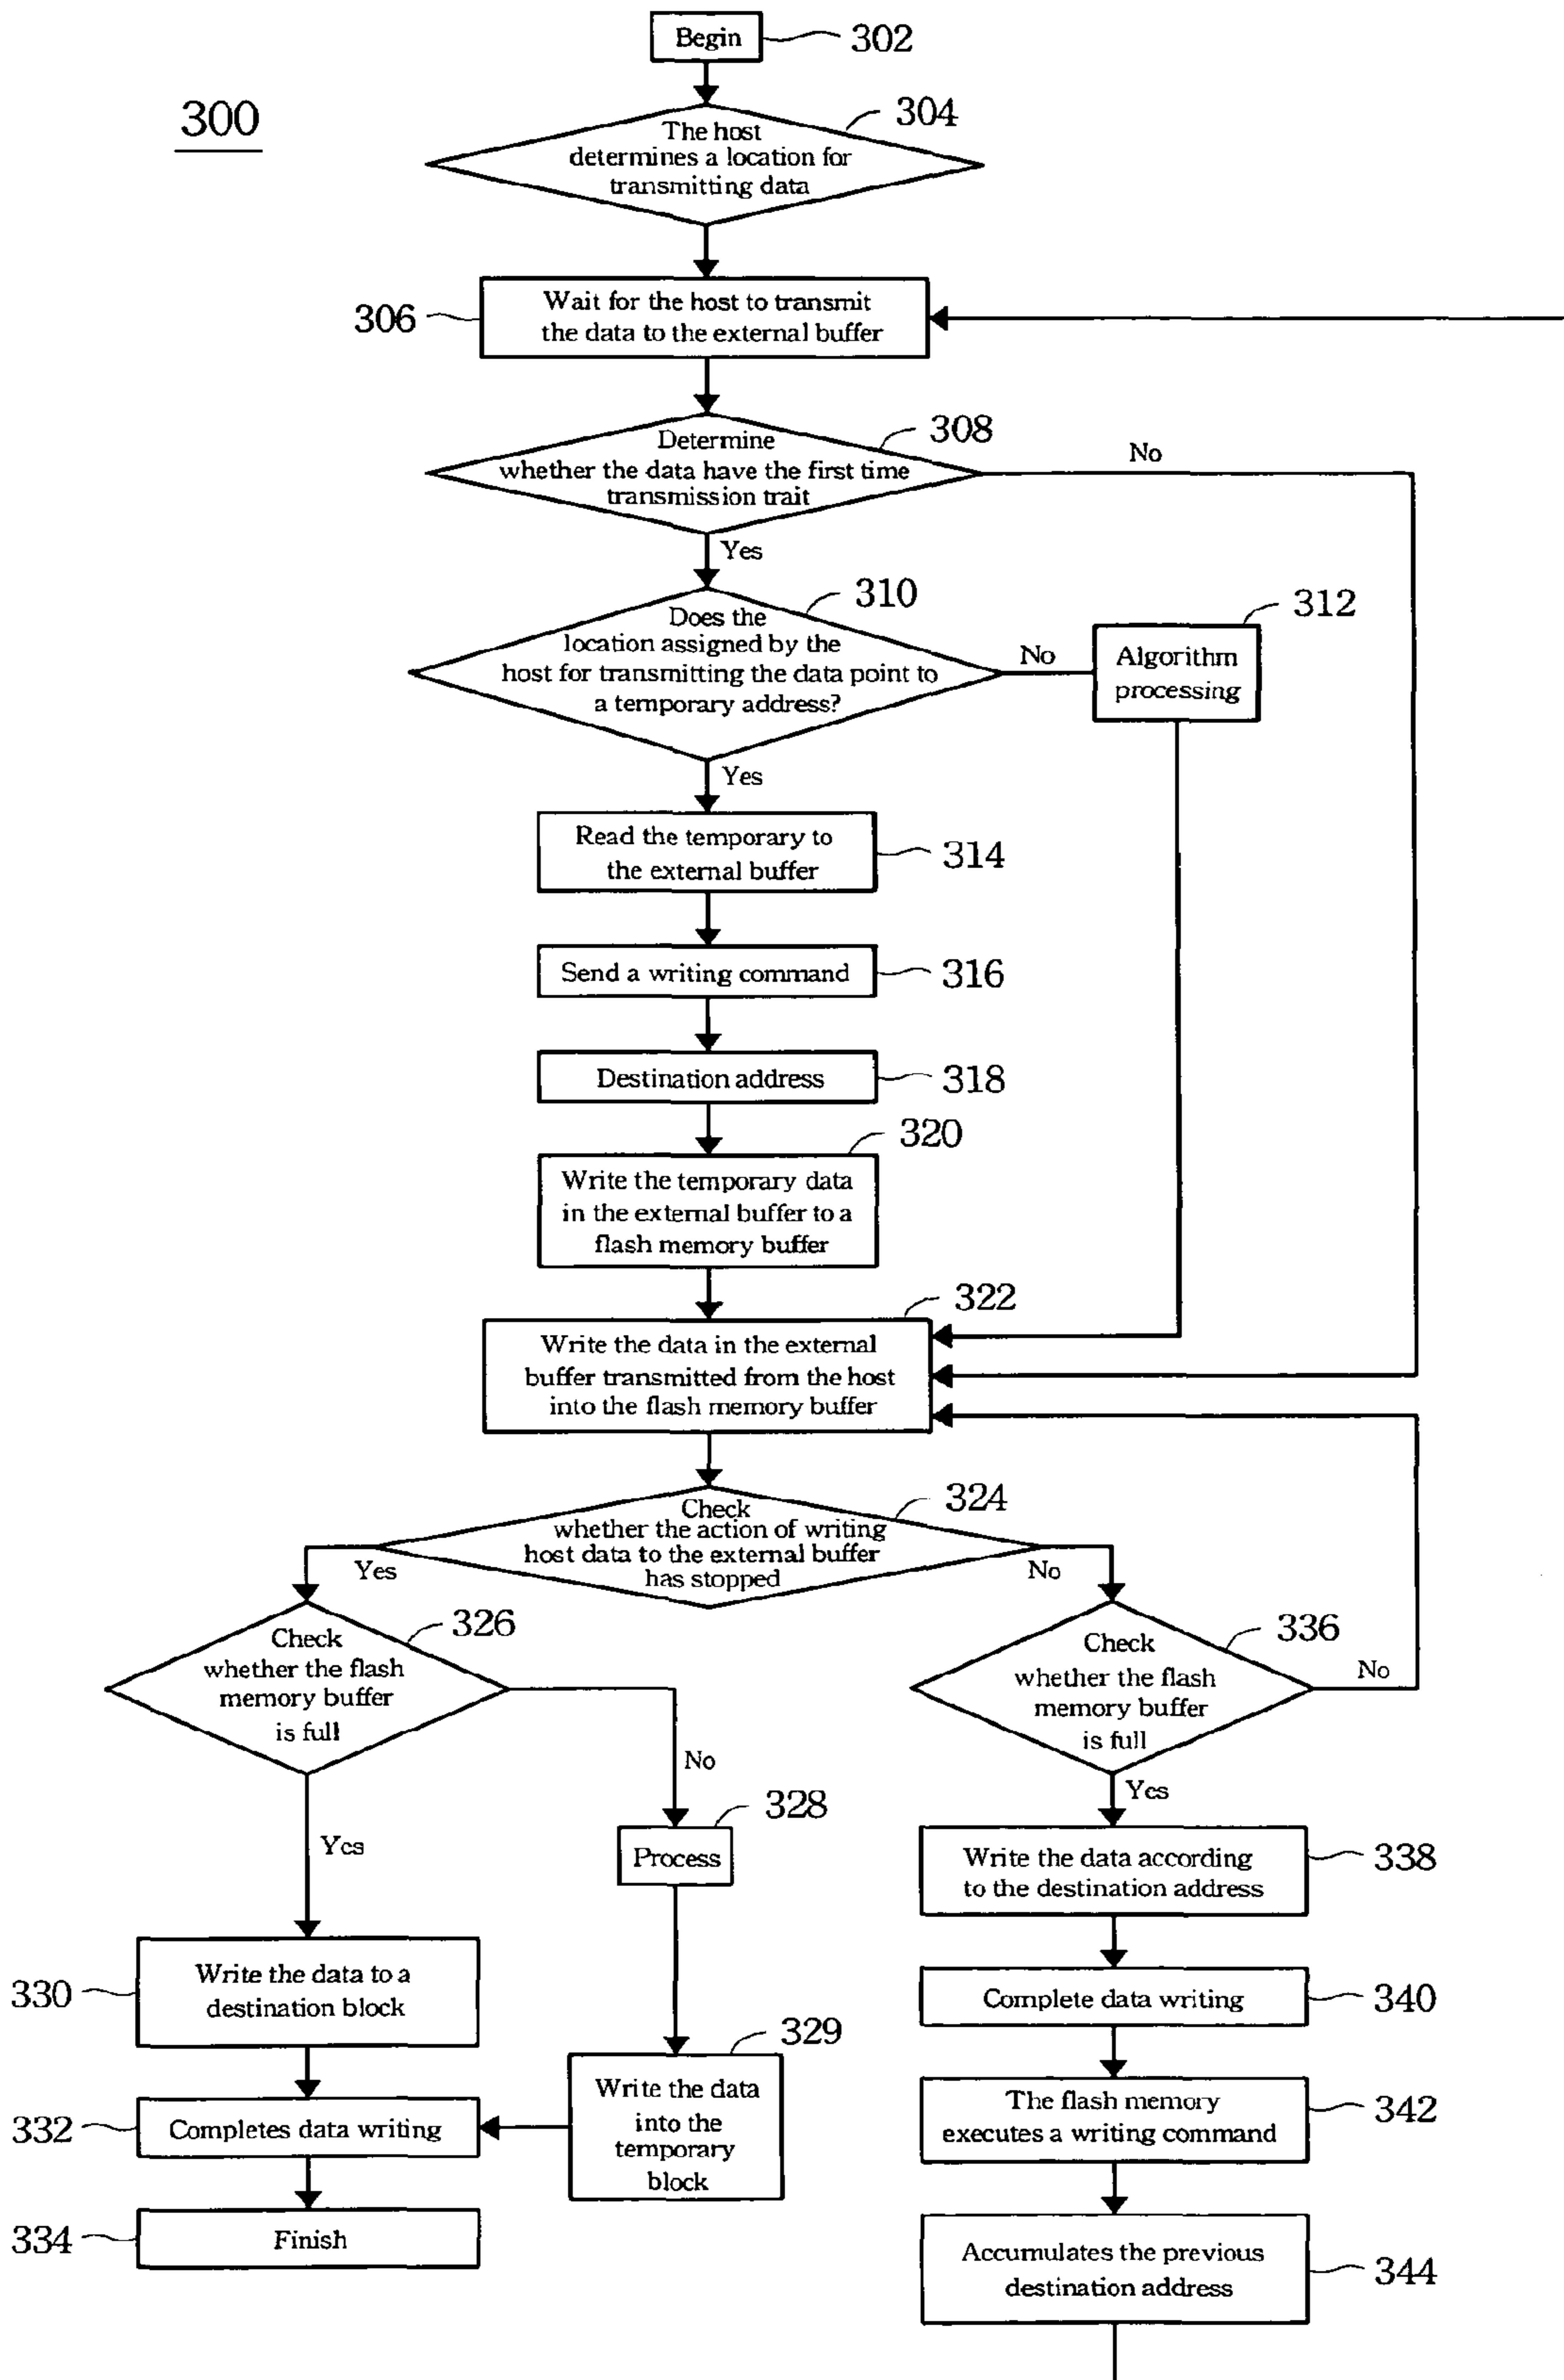 300
Begin
302
The host
determines a location for
transmitting data
304
Wait for the host to transmit
the data to the external buffer
306
Determine
whether the data have the first time
transmission trait
308
No
Yes
Does the
location assigned by the
host for transmitting the data point to
a temporary address?
310
No
Algorithm
processing
312
Yes
Read the temporary to
the external buffer
314
Send a writing command
316
Destination address
318
Write the temporary data
in the external buffer to a
flash memory buffer
320
Write the data in the external
buffer transmitted from the host
into the flash memory buffer
322
Check
whether the action of writing
host data to the external buffer
has stopped
324
Yes
No
Check
whether the flash
memory buffer
is full
326
No
Yes
Process
328
Write the data to a
destination block
330
Write the data
into the
temporary
block
329
Completes data writing
332
Finish
334
Check
whether the flash
memory buffer
is full
336
No
Yes
Write the data according
to the destination address
338
Complete data writing
340
The flash memory
executes a writing command
342
Accumulates the previous
destination address
344